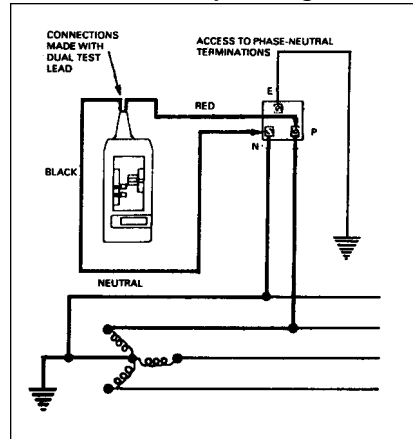 CONNECTIONS
MADE WITH
DUAL TEST
LEAD
ACCESS TO PHASE-NEUTRAL
TERMINATIONS
E
RED
N
P
BLACK
NEUTRAL